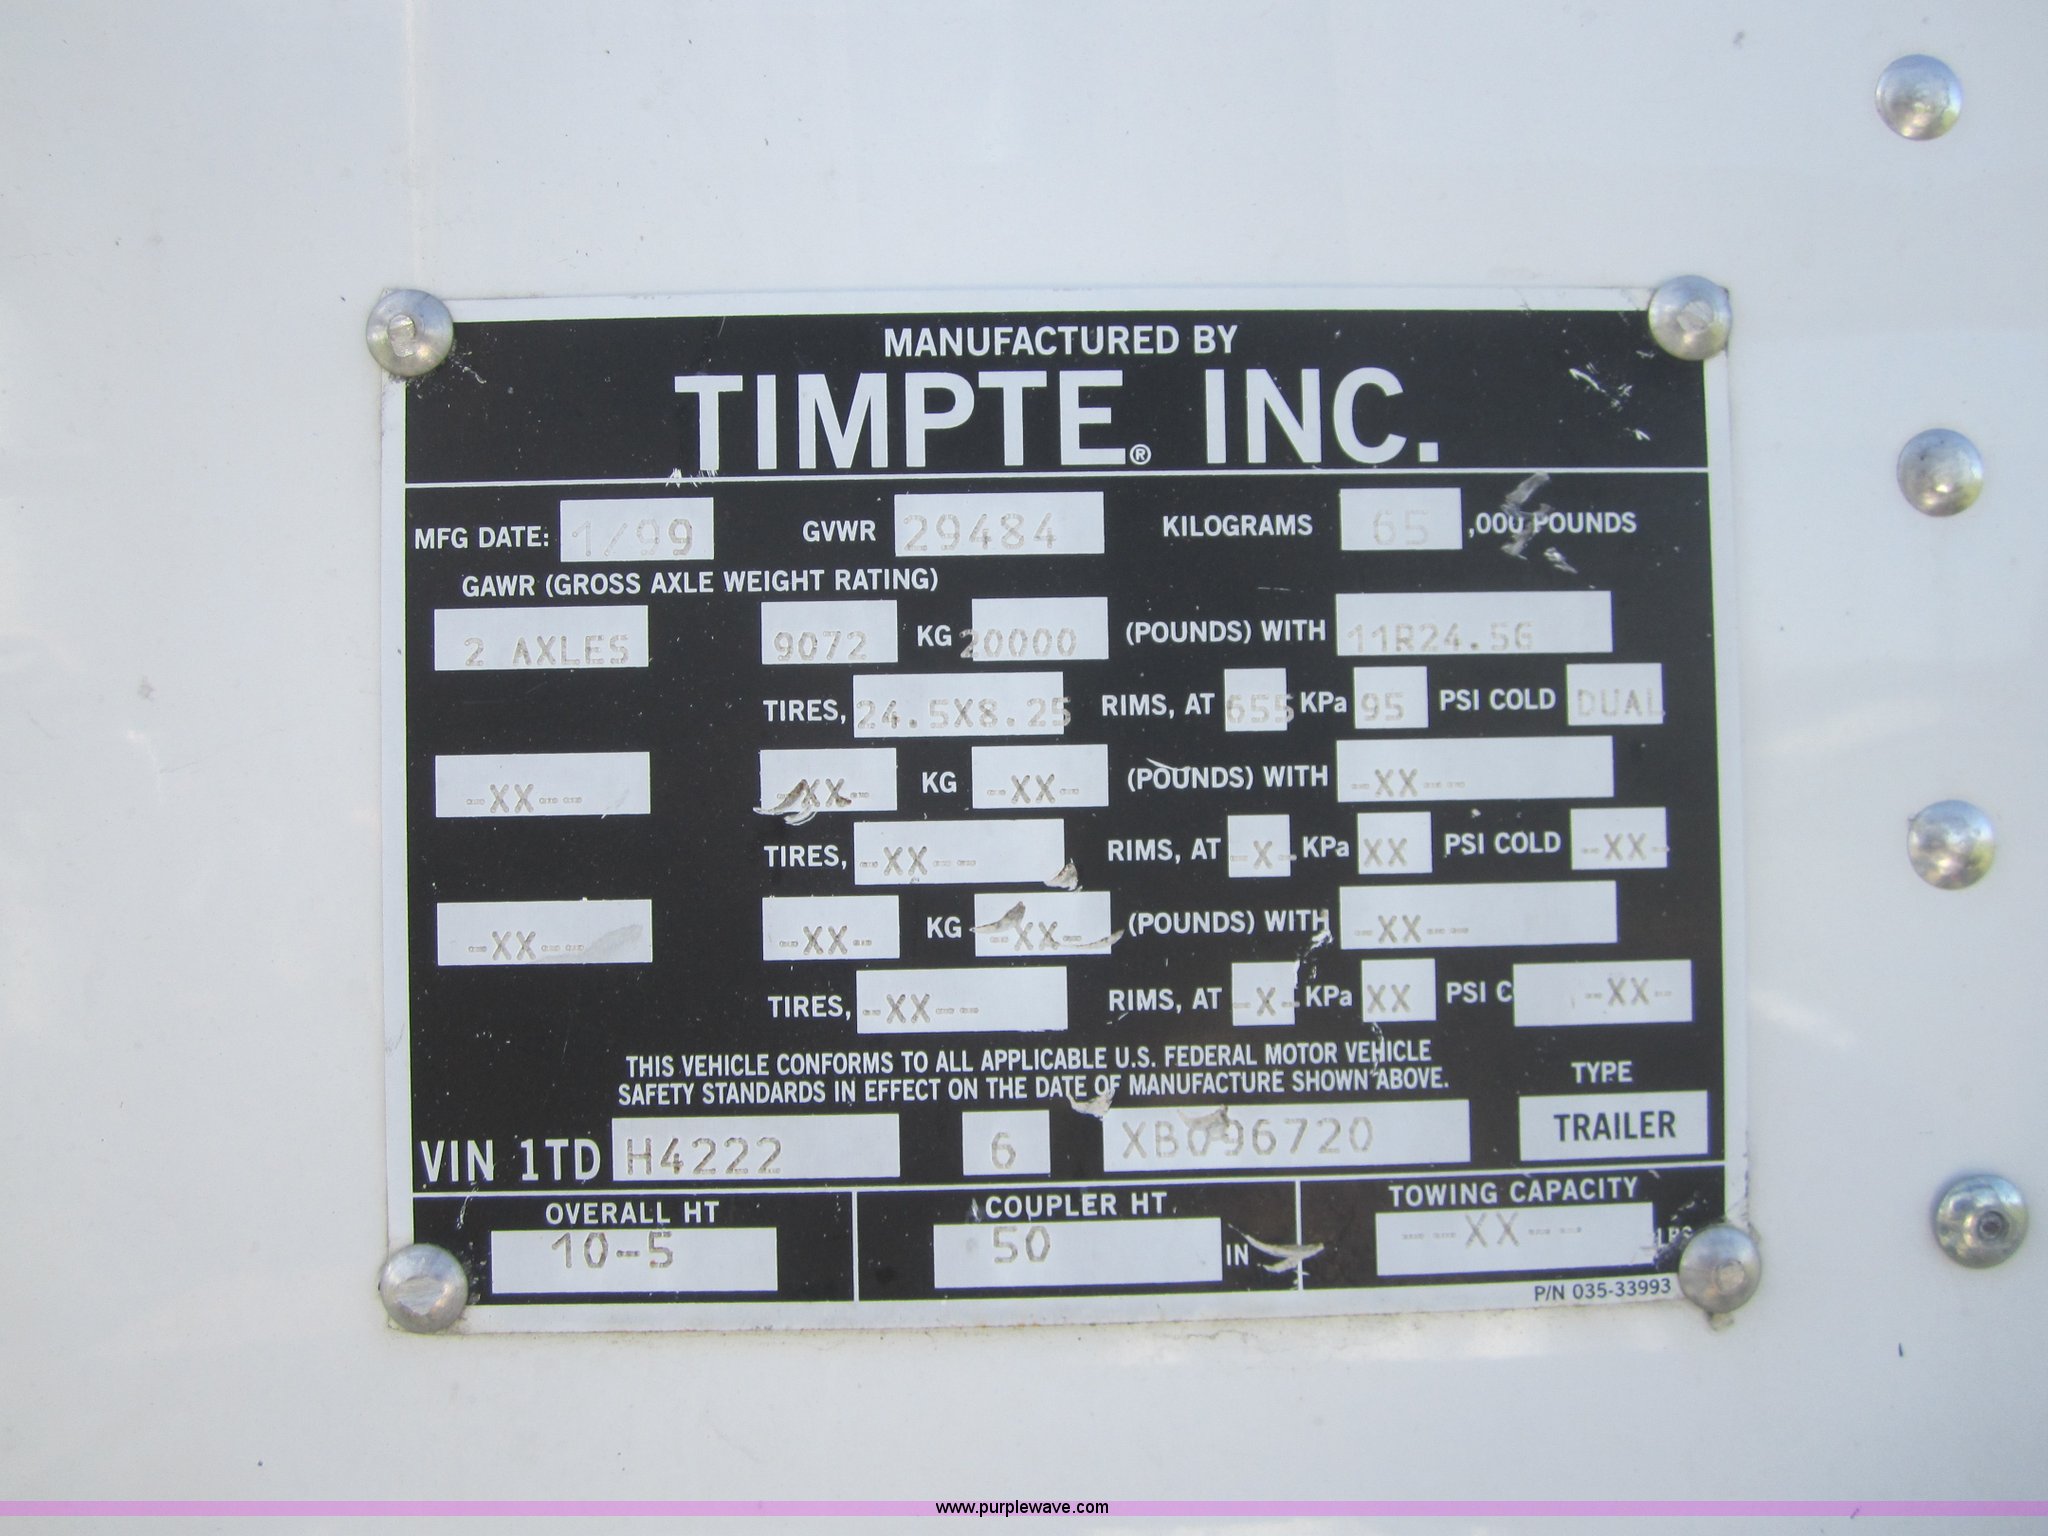 MANUFACTURED BY
TIMPTE® INC.
MFG DATE: 1/99 GVWR 29484 KILOGRAMS 65 ,000 POUNDS
GAWR (GROSS AXLE WEIGHT RATING)
2 AXLES 9072 KG 20000 (POUNDS) WITH 11R24.5G
TIRES, 24.5X8.25 RIMS, AT 655 KPa 95 PSI COLD DUAL
-XX--- -XX-- KG -XX-- (POUNDS) WITH -XX---
TIRES, -XX--- RIMS, AT -X- KPa XX PSI COLD -XX-
-XX--- -XX-- KG -XX-- (POUNDS) WITH -XX---
TIRES, -XX--- RIMS, AT -X- KPa XX PSI C -XX-
THIS VEHICLE CONFORMS TO ALL APPLICABLE U.S. FEDERAL MOTOR VEHICLE
SAFETY STANDARDS IN EFFECT ON THE DATE OF MANUFACTURE SHOWN ABOVE.
TYPE
VIN 1TD H4222 6 XB096720 TRAILER
OVERALL HT COUPLER HT. TOWING CAPACITY
10-5 50 IN ---XX--- LBS
P/N 035-33993
www.purplewave.com